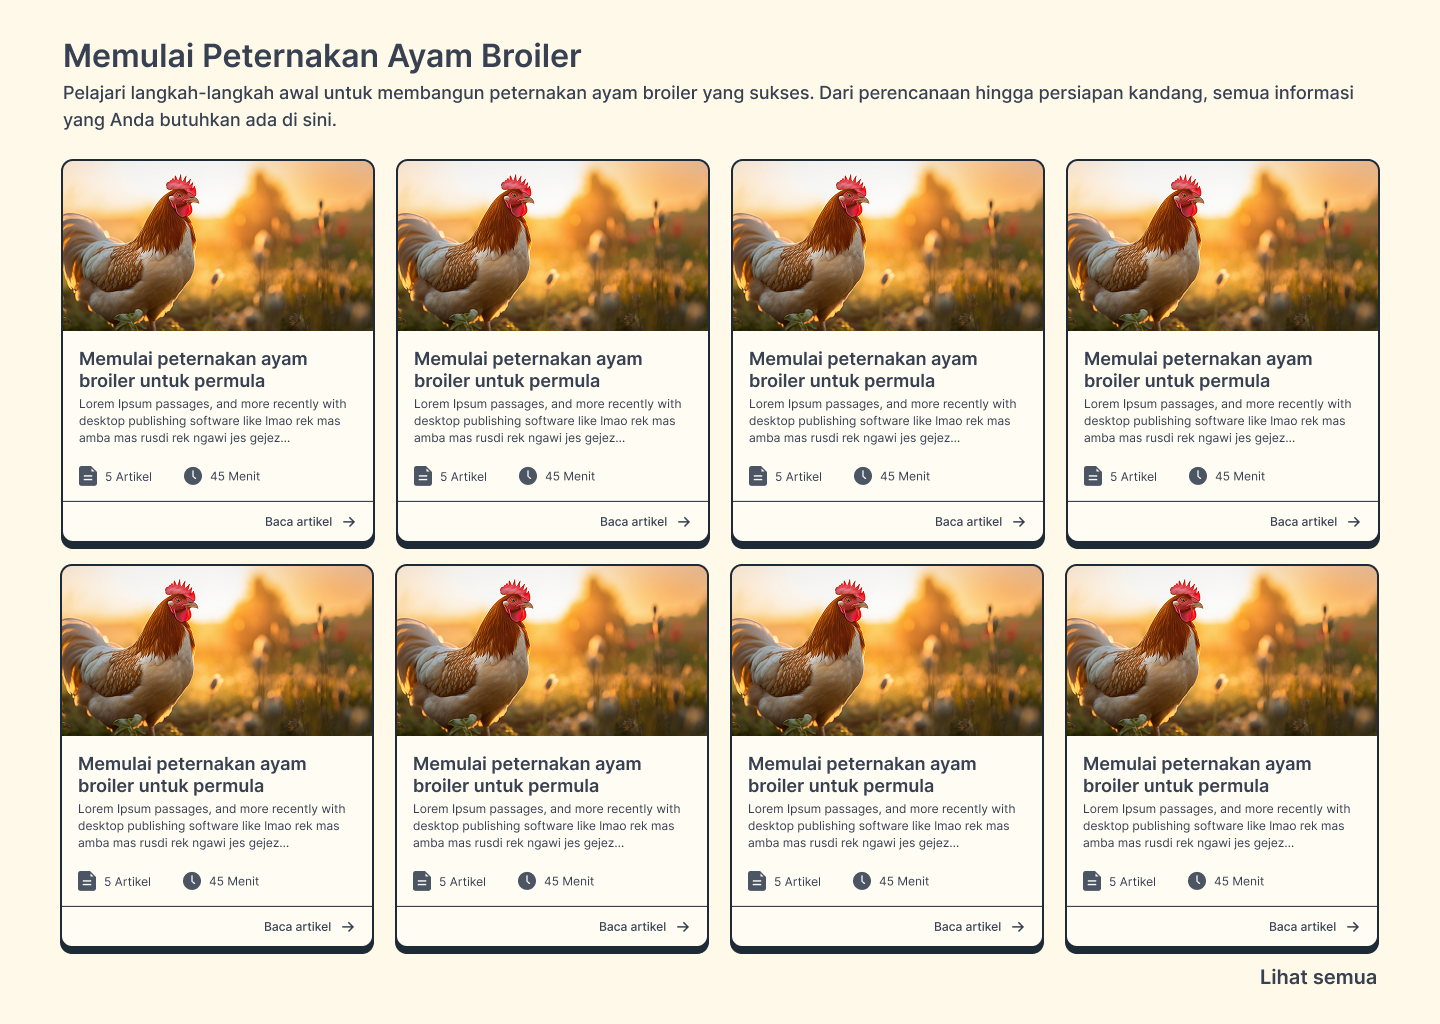 Memulai Peternakan Ayam Broiler
Pelajari langkah-langkah awal untuk membangun peternakan ayam broiler yang sukses. Dari perencanaan hingga persiapan kandang, semua informasi
yang Anda butuhkan ada di sini.
Memulai peternakan ayam
broiler untuk permula
Lorem Ipsum passages, and more recently with
desktop publishing software like lmao rek mas
amba mas rusdi rek ngawi jes gejez...
5 Artikel 45 Menit
Baca artikel
Memulai peternakan ayam
broiler untuk permula
Lorem Ipsum passages, and more recently with
desktop publishing software like lmao rek mas
amba mas rusdi rek ngawi jes gejez...
5 Artikel 45 Menit
Baca artikel
Memulai peternakan ayam
broiler untuk permula
Lorem Ipsum passages, and more recently with
desktop publishing software like lmao rek mas
amba mas rusdi rek ngawi jes gejez...
5 Artikel 45 Menit
Baca artikel
Memulai peternakan ayam
broiler untuk permula
Lorem Ipsum passages, and more recently with
desktop publishing software like lmao rek mas
amba mas rusdi rek ngawi jes gejez...
5 Artikel 45 Menit
Baca artikel
Memulai peternakan ayam
broiler untuk permula
Lorem Ipsum passages, and more recently with
desktop publishing software like lmao rek mas
amba mas rusdi rek ngawi jes gejez...
5 Artikel 45 Menit
Baca artikel
Memulai peternakan ayam
broiler untuk permula
Lorem Ipsum passages, and more recently with
desktop publishing software like lmao rek mas
amba mas rusdi rek ngawi jes gejez...
5 Artikel 45 Menit
Baca artikel
Memulai peternakan ayam
broiler untuk permula
Lorem Ipsum passages, and more recently with
desktop publishing software like lmao rek mas
amba mas rusdi rek ngawi jes gejez...
5 Artikel 45 Menit
Baca artikel
Memulai peternakan ayam
broiler untuk permula
Lorem Ipsum passages, and more recently with
desktop publishing software like lmao rek mas
amba mas rusdi rek ngawi jes gejez...
5 Artikel 45 Menit
Baca artikel
Lihat semua